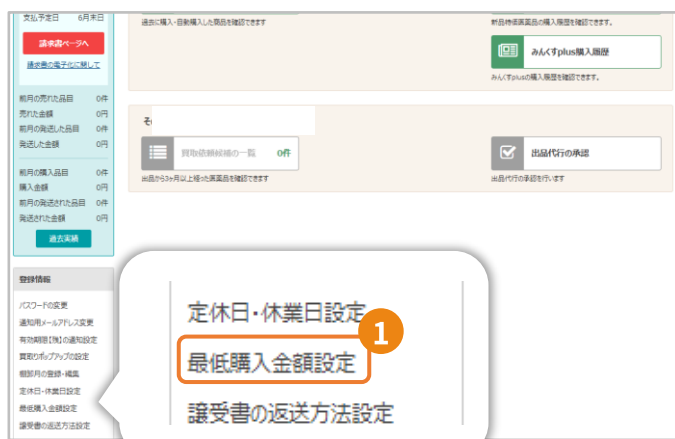 支払予定日 6月末日
請求書ページへ
請求書の電子化に関して
前月の売れた品目 0件
売れた金額 0円
前月の発送した品目 0件
発送した金額 0円
前月の購入品目 0件
購入金額 0円
前月の発送された品目 0件
発送された金額 0円
過去実績
登録情報
パスワードの変更
通知用メールアドレス変更
有効期限【残】の通知設定
買取りポップアップの設定
棚卸月の登録・編集
定休日・休業日設定
最低購入金額設定
譲受書の返送方法設定
過去に購入・自動購入した商品を確認できます
新品特価医薬品の購入履歴を確認できます。
みんくすplus購入履歴
みんくすplusの購入履歴を確認できます。
そ
買取依頼候補の一覧 0件
出品から3ヶ月以上経った医薬品を確認できます
出品代行の承認
出品代行の承認を行います
定休日・休業日設定
1
最低購入金額設定
譲受書の返送方法設定